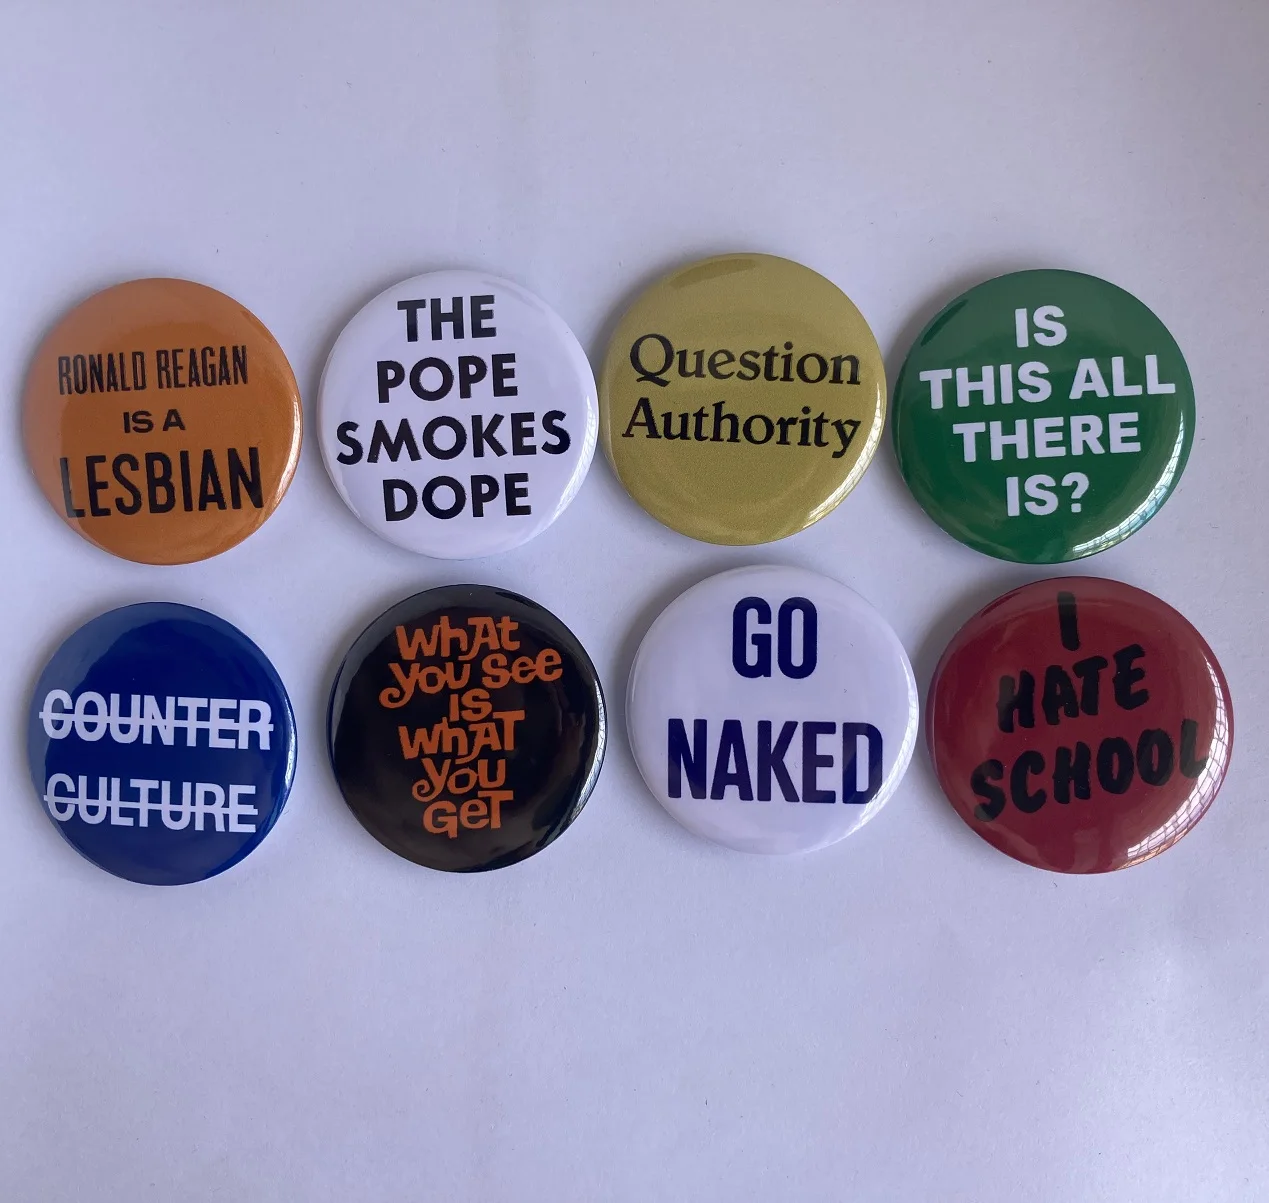 RONALD REAGAN
IS A
LESBIAN
THE
POPE
SMOKES
DOPE
Question
Authority
IS
THIS ALL
THERE
IS?
COUNTER
CULTURE
What
you see
is
whAT
you
GeT
GO
NAKED
I
HATE
SCHOOL